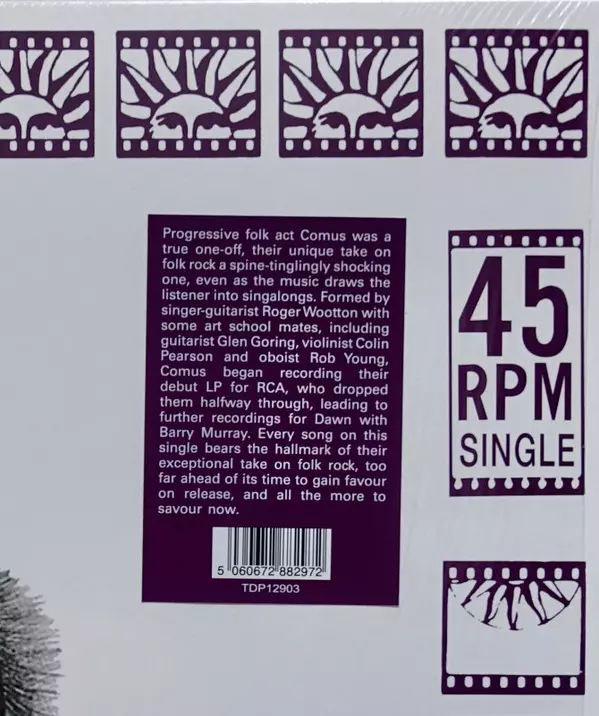 Progressive folk act Comus was a
true one-off, their unique take on
folk rock a spine-tinglingly shocking
one, even as the music draws the
listener into singalongs. Formed by
singer-guitarist Roger Wootton with
some art school mates, including
guitarist Glen Goring, violinist Colin
Pearson and oboist Rob Young,
Comus began recording their
debut LP for RCA, who dropped
them halfway through, leading to
further recordings for Dawn with
Barry Murray. Every song on this
single bears the hallmark of their
exceptional take on folk rock, too
far ahead of its time to gain favour
on release, and all the more to
savour now.
5 060672 882972
TDP12903
45
RPM
SINGLE